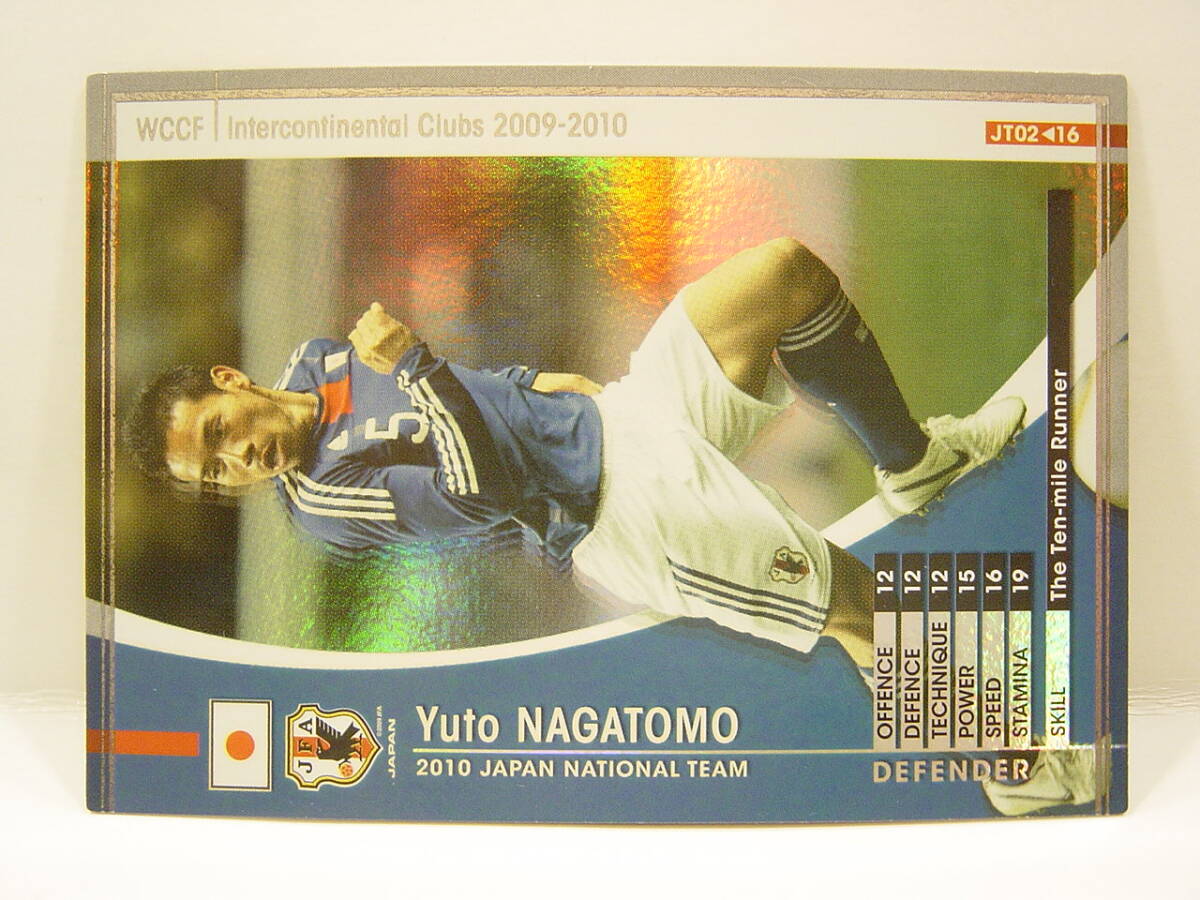 WCCF Intercontinental Clubs 2009-2010
JT02◀16
5
The Ten-mile Runner
OFFENCE 12
DEFENCE 12
TECHNIQUE 12
POWER 15
SPEED 16
STAMINA 19
SKILL
JFA
JAPAN
Yuto NAGATOMO
2010 JAPAN NATIONAL TEAM
DEFENDER